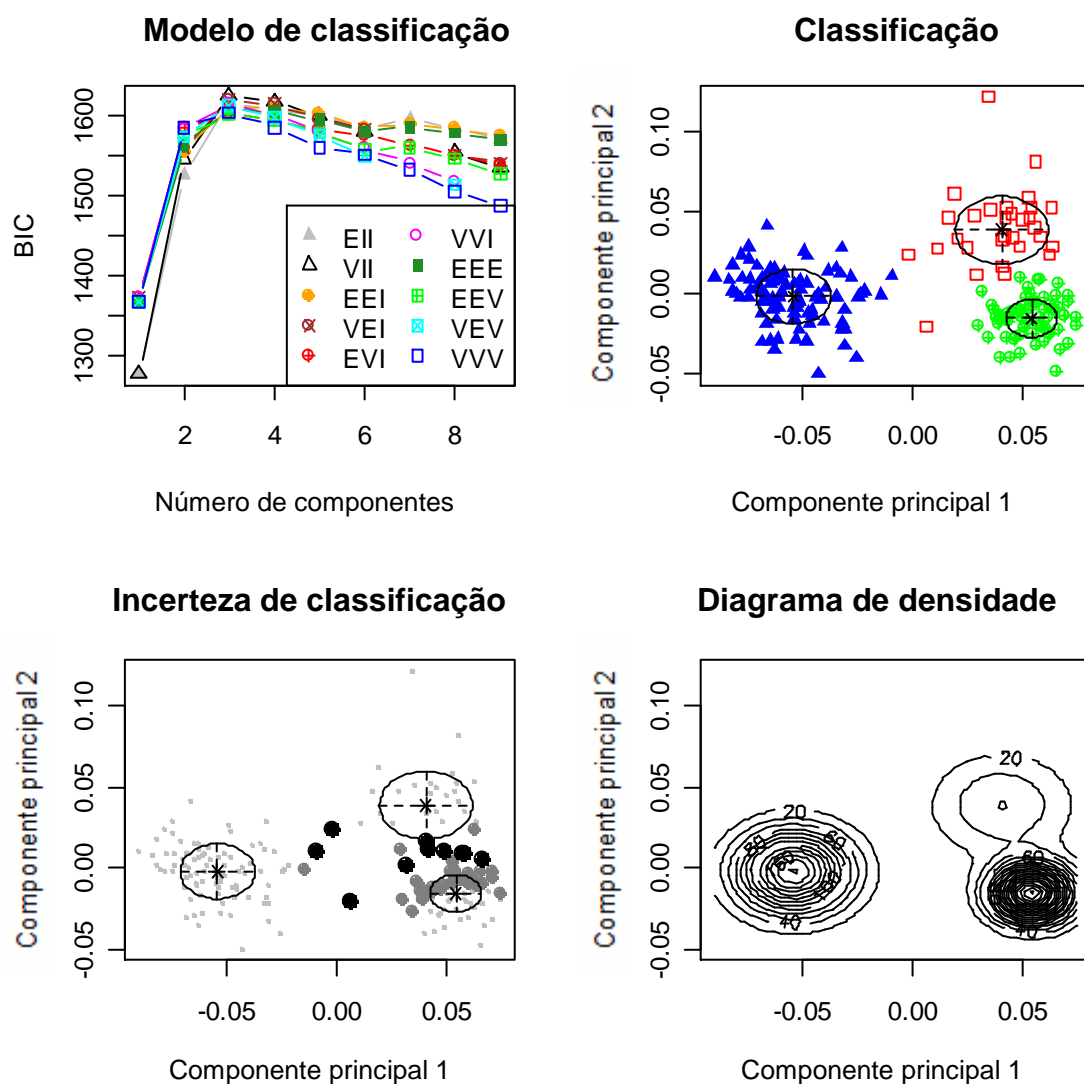 Modelo de classificação
BIC
1300 1400 1500 1600
EII
VII
EEI
VEI
EVI
VVI
EEE
EEV
VEV
VVV
2 4 6 8
Número de componentes
Classificação
Componente principal 2
-0.05 0.00 0.05 0.10
-0.05 0.00 0.05
Componente principal 1
Incerteza de classificação
Componente principal 2
-0.05 0.00 0.05 0.10
-0.05 0.00 0.05
Componente principal 1
Diagrama de densidade
Componente principal 2
-0.05 0.00 0.05 0.10
20
20
60
40
-0.05 0.00 0.05
Componente principal 1